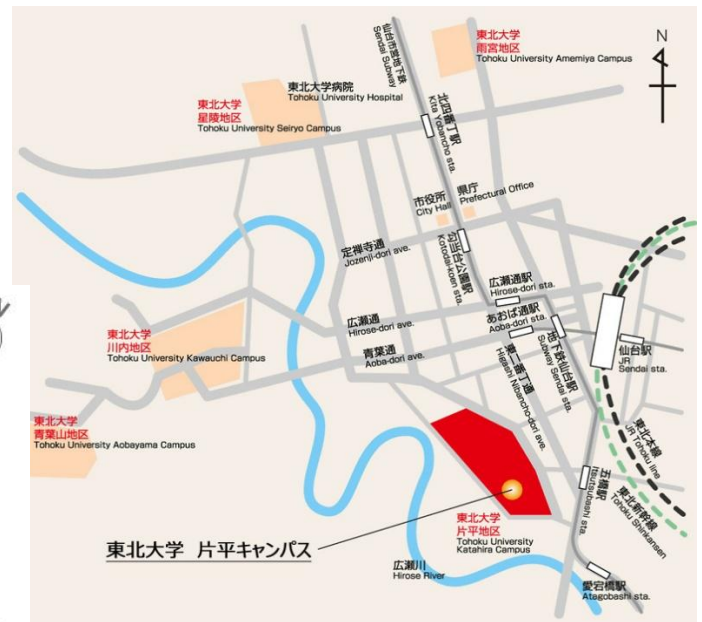 仙台市営地下鉄
Sendai Subway
東北大学
雨宮地区
Tohoku University Amemiya Campus
N
東北大学病院
Tohoku University Hospital
東北大学
星陵地区
Tohoku University Seiryo Campus
北四番丁駅
Kita Yobancho sta.
市役所
City Hall
県庁
Prefectural Office
定禅寺通
Jozenji-dori ave.
勾当台公園駅
Kotodai-koen sta.
広瀬通駅
Hirose-dori sta.
あおば通駅
Aoba-dori sta.
広瀬通
Hirose-dori ave.
青葉通
Aoba-dori ave.
東二番丁通
Higashi Nibancho-dori ave.
地下鉄仙台駅
Subway Sendai sta.
仙台駅
JR
Sendai sta.
東北大学
川内地区
Tohoku University Kawauchi Campus
東北大学
青葉山地区
Tohoku University Aobayama Campus
東北本線
JR Tohoku line
東北新幹線
Tohoku Shinkansen
五橋駅
Itsutsubashi sta.
東北大学
片平地区
Tohoku University
Katahira Campus
東北大学 片平キャンパス
広瀬川
Hirose River
愛宕橋駅
Atagobashi sta.